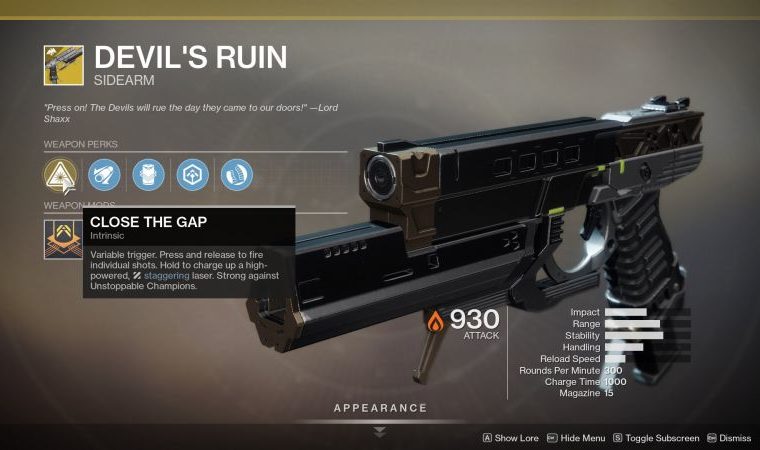 DEVIL'S RUIN
SIDEARM
"Press on! The Devils will rue the day they came to our doors!" —Lord
Shaxx
WEAPON PERKS
WEAPON MODS
CLOSE THE GAP
Intrinsic
Variable trigger. Press and release to fire
individual shots. Hold to charge up a high-
powered, staggering laser. Strong against
Unstoppable Champions.
930
ATTACK
Impact
Range
Stability
Handling
Reload Speed
Rounds Per Minute 300
Charge Time 1000
Magazine 15
APPEARANCE
A Show Lore
Hide Menu
S Toggle Subscreen
Dismiss